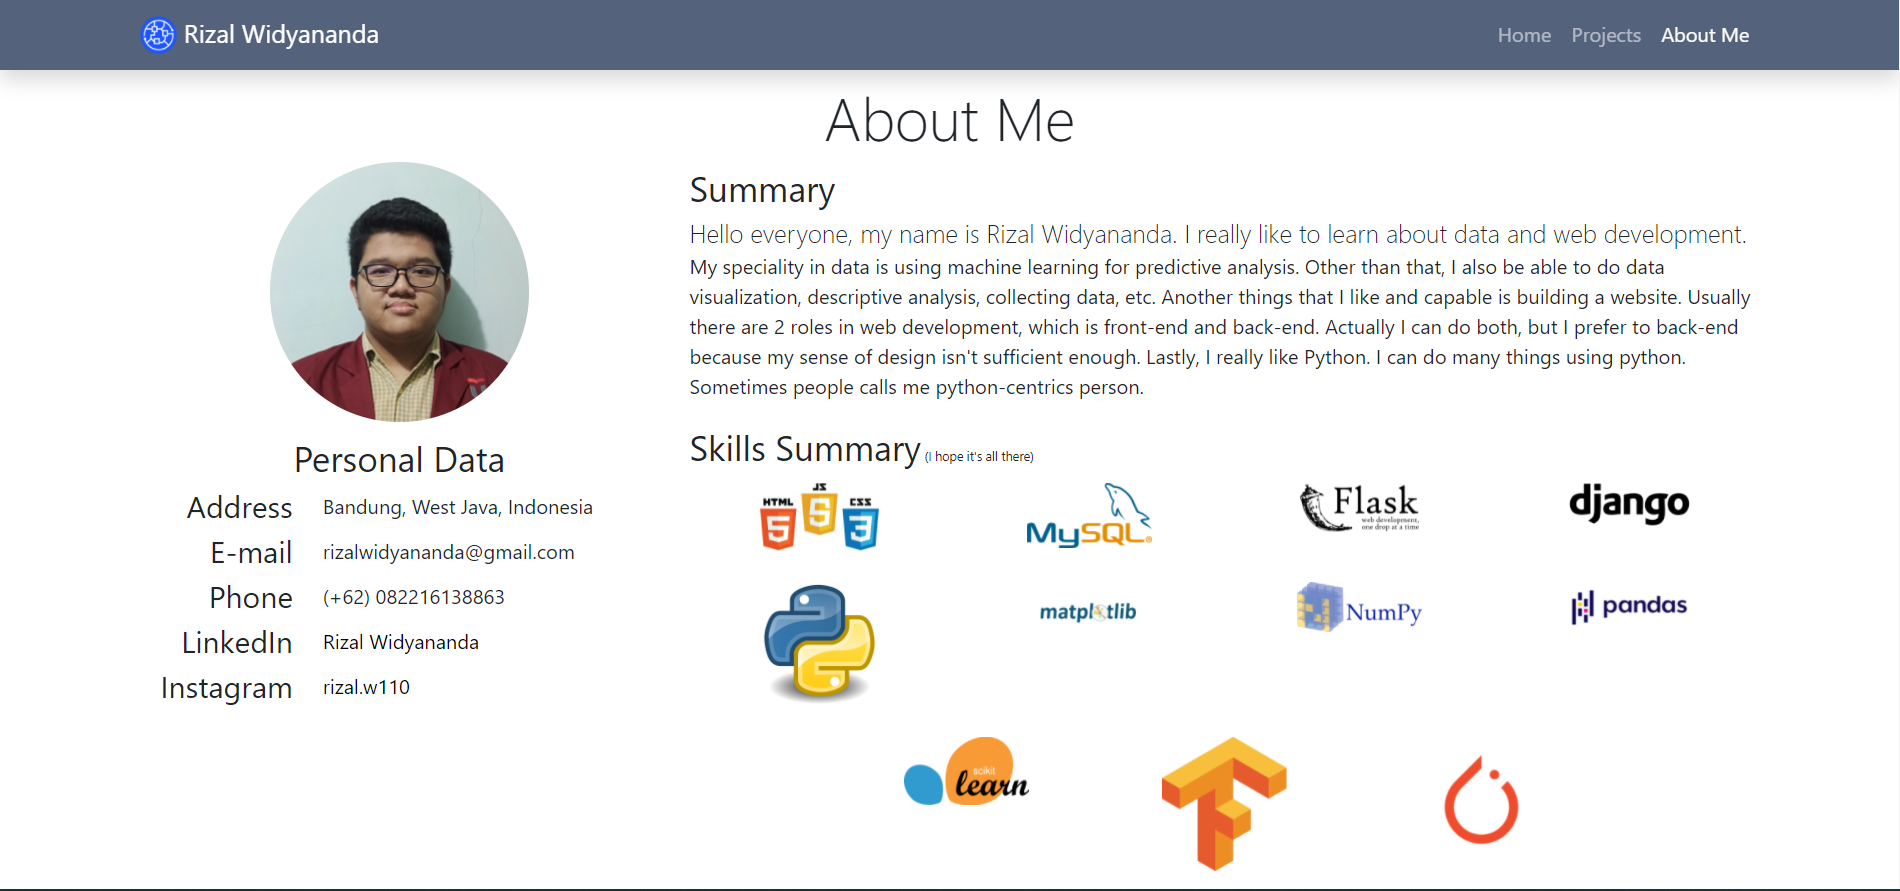 Rizal Widyananda
Home Projects About Me
About Me
Personal Data
Address Bandung, West Java, Indonesia
E-mail rizalwidyananda@gmail.com
Phone (+62) 082216138863
LinkedIn Rizal Widyananda
Instagram rizal.w110
Summary
Hello everyone, my name is Rizal Widyananda. I really like to learn about data and web development.
My speciality in data is using machine learning for predictive analysis. Other than that, I also be able to do data
visualization, descriptive analysis, collecting data, etc. Another things that I like and capable is building a website. Usually
there are 2 roles in web development, which is front-end and back-end. Actually I can do both, but I prefer to back-end
because my sense of design isn't sufficient enough. Lastly, I really like Python. I can do many things using python.
Sometimes people calls me python-centrics person.
Skills Summary (I hope it's all there)
HTML 5 JS 5 CSS 3
MySQL®
Flask
web development,
one drop at a time
django
matplotlib
NumPy
pandas
scikit
learn